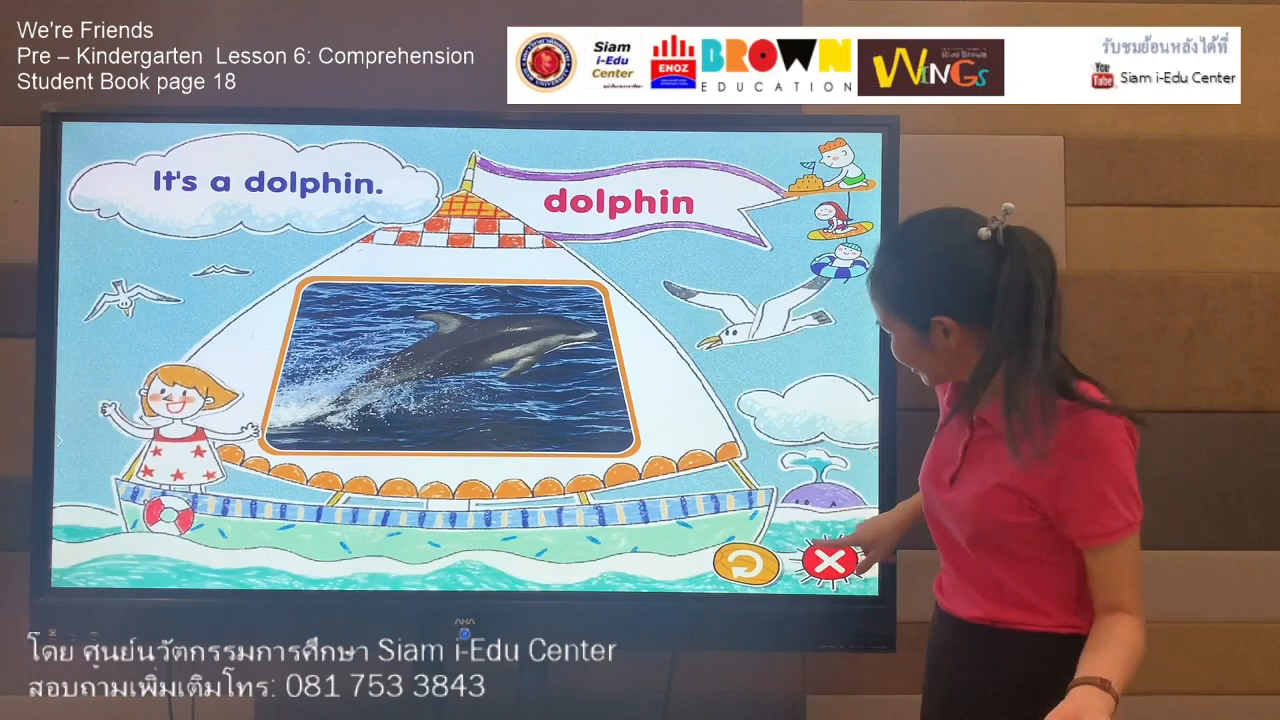 We're Friends
Pre – Kindergarten Lesson 6: Comprehension
Student Book page 18
Siam
i-Edu
Center
ENOZ
BROWN
EDUCATION
WINGS
รับชมย้อนหลังได้ที่
You
Tube
Siam i-Edu Center
It's a dolphin.
dolphin
AHA
โดย ศูนย์นวัตกรรมการศึกษา Siam i-Edu Center
สอบถามเพิ่มเติมโทร: 081 753 3843